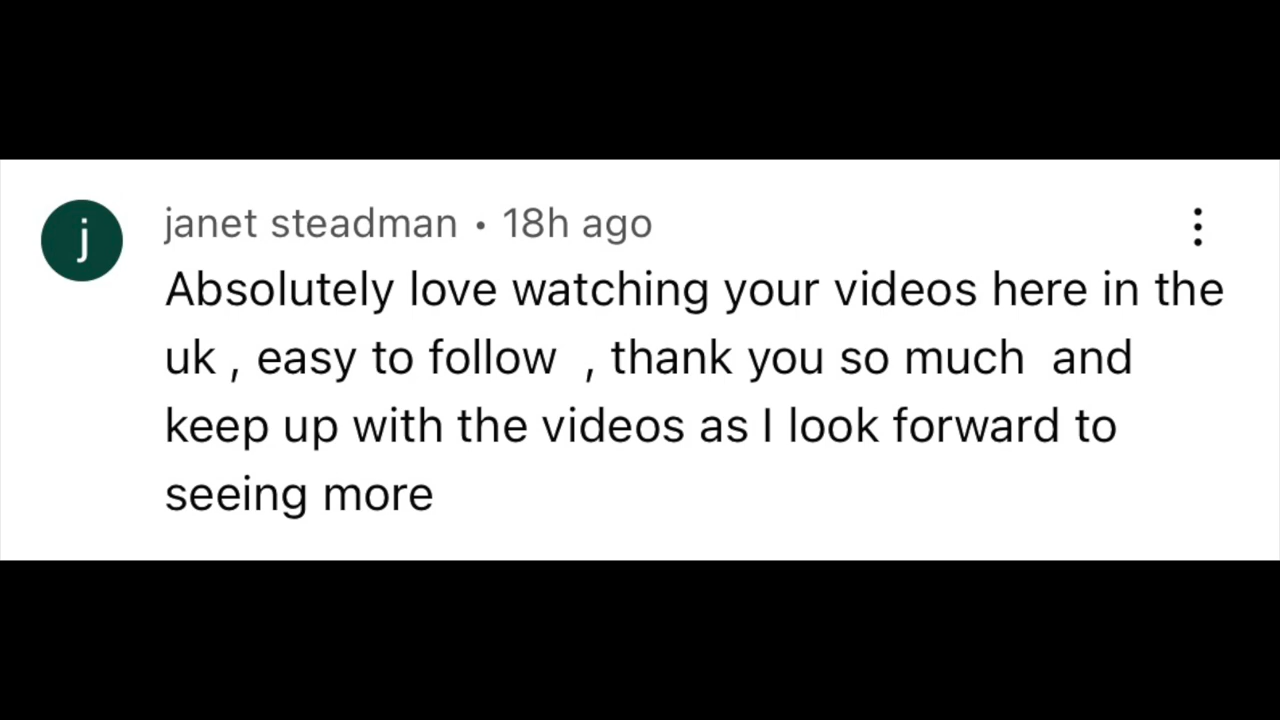 j
janet steadman • 18h ago
Absolutely love watching your videos here in the
uk , easy to follow  , thank you so much  and
keep up with the videos as I look forward to
seeing more